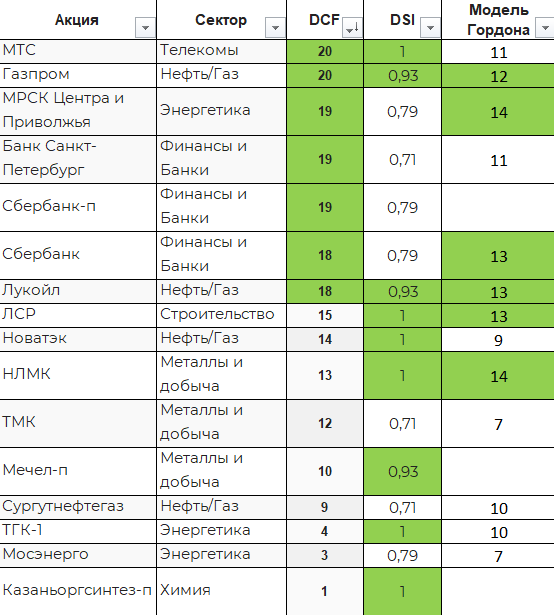 Акция Сектор DCF DSI Модель Гордона
МТС Телекомы 20 1 11
Газпром Нефть/Газ 20 0,93 12
МРСК Центра и Приволжья Энергетика 19 0,79 14
Банк Санкт-Петербург Финансы и Банки 19 0,71 11
Сбербанк-п Финансы и Банки 19 0,79
Сбербанк Финансы и Банки 18 0,79 13
Лукойл Нефть/Газ 18 0,93 13
ЛСР Строительство 15 1 13
Новатэк Нефть/Газ 14 1 9
НЛМК Металлы и добыча 13 1 14
ТМК Металлы и добыча 12 0,71 7
Мечел-п Металлы и добыча 10 0,93
Сургутнефтегаз Нефть/Газ 9 0,71 10
ТГК-1 Энергетика 4 1 10
Мосэнерго Энергетика 3 0,79 7
Казаньоргсинтез-п Химия 1 1